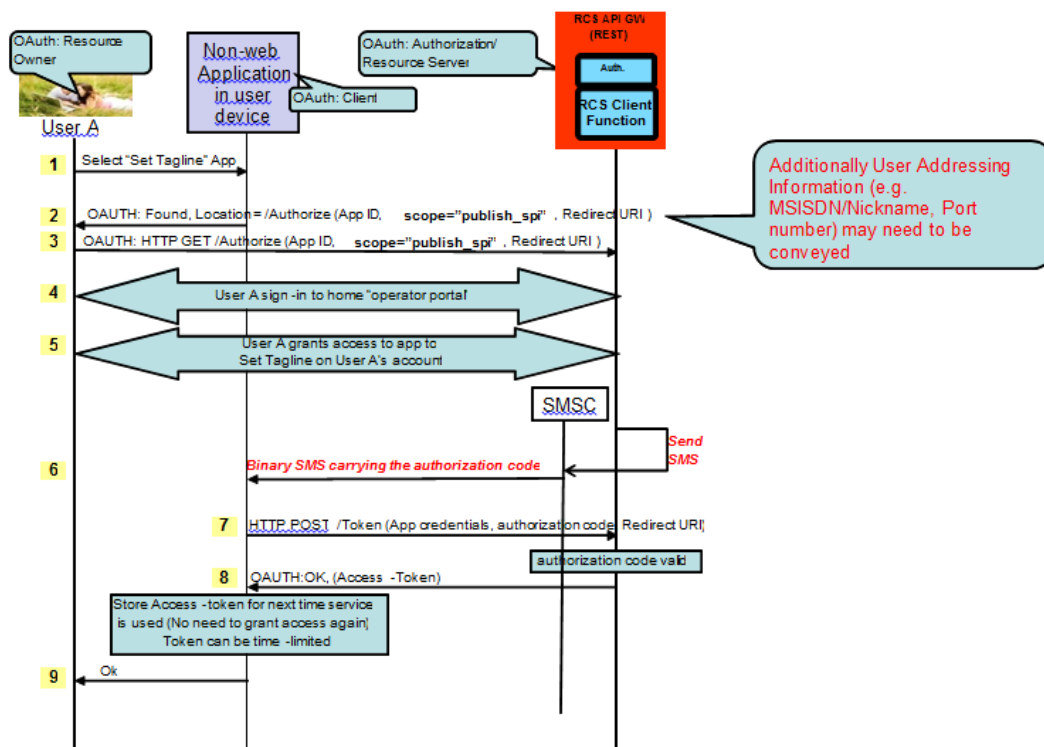 OAuth: Resource
Owner
User A
Non-web
Application
in user
device
OAuth: Client
OAuth: Authorization/
Resource Server
RCS API GW
(REST)
Auth.
RCS Client
Function
Additionally User Addressing
Information (e.g.
MSISDN/Nickname, Port
number) may need to be
conveyed
1
Select "Set Tagline" App
2
OAUTH: Found, Location = /Authorize (App ID, scope="publish_spi" , Redirect URI )
3
OAUTH: HTTP GET /Authorize (App ID, scope="publish_spi" , Redirect URI )
4
User A sign -in to home "operator portal"
5
User A grants access to app to
Set Tagline on User A's account
SMSC
Send
SMS
6
Binary SMS carrying the authorization code
7
HTTP POST /Token (App credentials, authorization code Redirect URI)
authorization code valid
8
OAUTH:OK, (Access -Token)
Store Access -token for next time service
is used (No need to grant access again)
Token can be time -limited
9
Ok